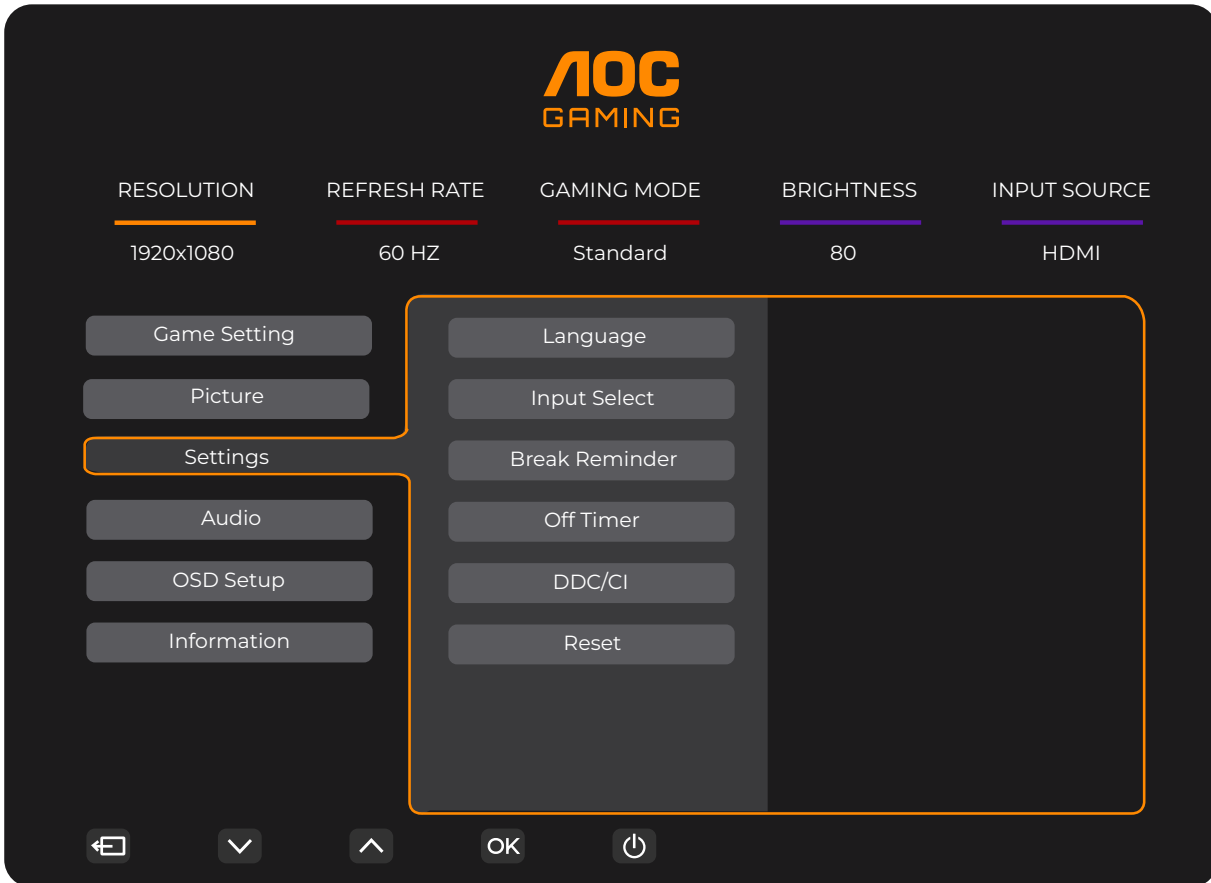 AOC
GAMING
RESOLUTION REFRESH RATE GAMING MODE BRIGHTNESS INPUT SOURCE
1920x1080 60 HZ Standard 80 HDMI
Game Setting Language
Picture Input Select
Settings Break Reminder
Audio Off Timer
OSD Setup DDC/CI
Information Reset
OK